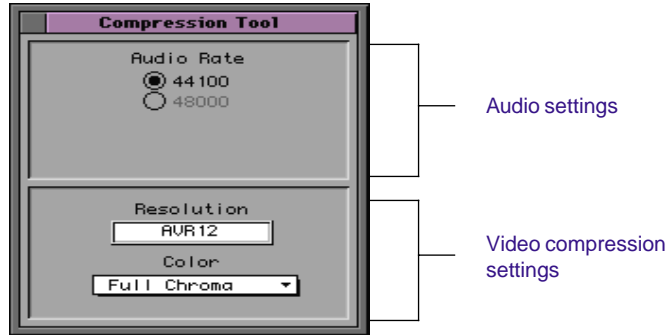 Compression Tool
Audio Rate
44100
48000
Audio settings
Resolution
AVR12
Color
Full Chroma
Video compression
settings